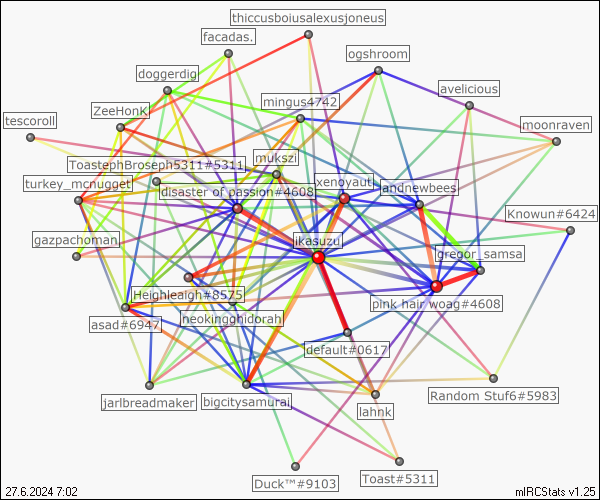 thiccusboiusalexusjoneus
facadas.
ogshroom
doggerdig
avelicious
mingus4742
ZeeHonK
tescoroll
moonraven
mukszi
ToastephBroseph5311#5311
xenovaut
turkey_mcnugget
disaster of passion#4608
andnewbees
Knowun#6424
gazpachoman
ikasuzu
gregor_samsa
Heighleaigh#8575
pink hair woag#4608
neokingghidorah
asad#6947
default#0617
jarlbreadmaker
bigcitysamurai
Random Stuf6#5983
lahnk
Duck™#9103
Toast#5311
27.6.2024 7:02
mIRCStats v1.25